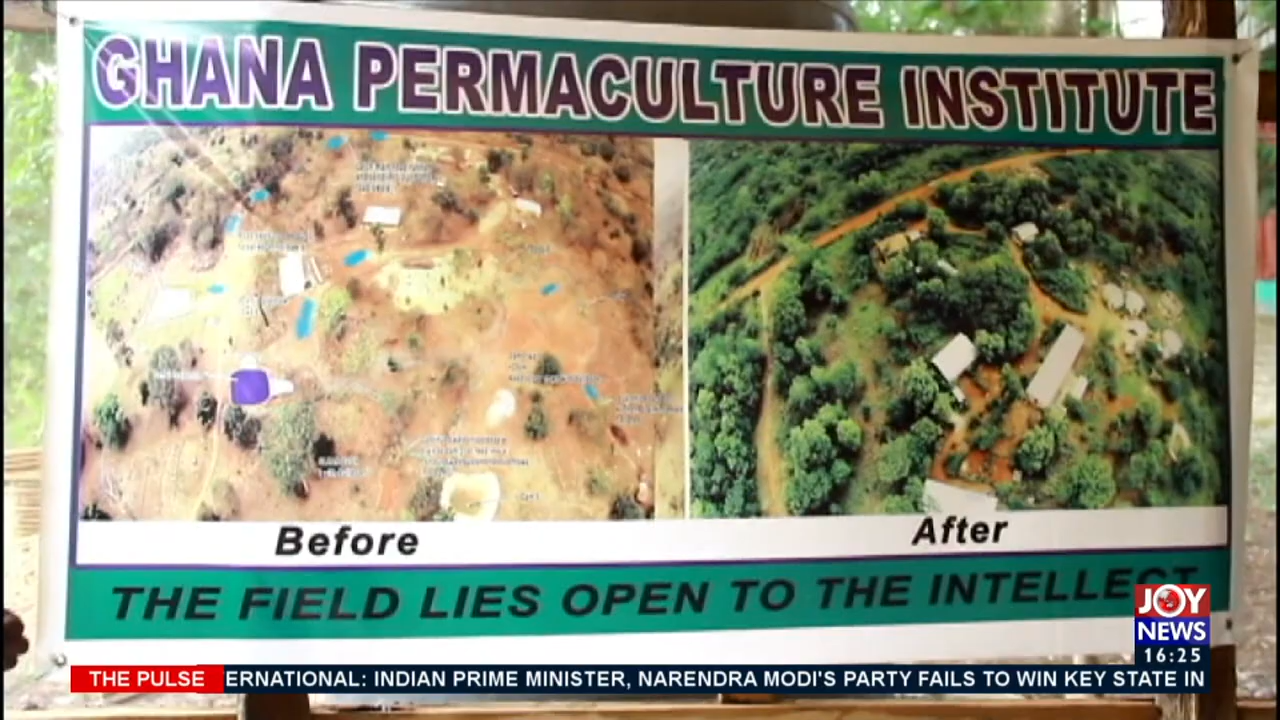 GHANA PERMACULTURE INSTITUTE
Before
After
THE FIELD LIES OPEN TO THE INTELLECT
JOY
NEWS
16:25
THE PULSE
ERNATIONAL: INDIAN PRIME MINISTER, NARENDRA MODI'S PARTY FAILS TO WIN KEY STATE IN